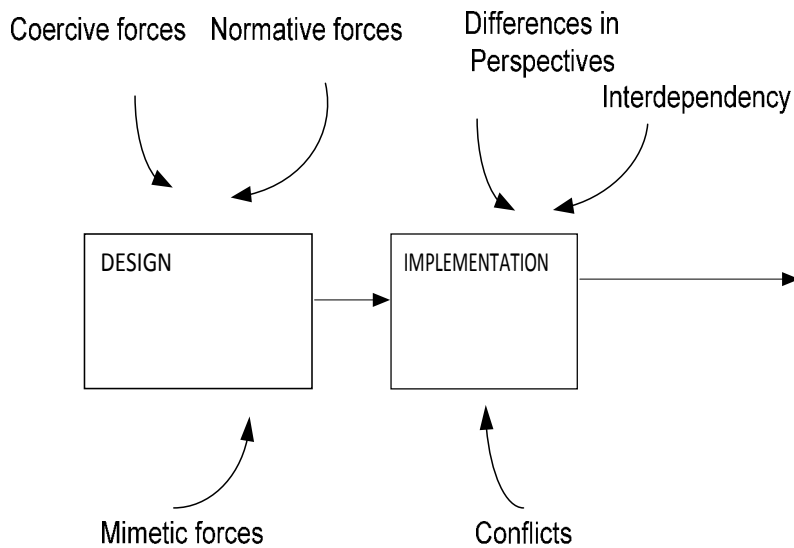 Coercive forces
Normative forces
Differences in
Perspectives
Interdependency
DESIGN
IMPLEMENTATION
Mimetic forces
Conflicts